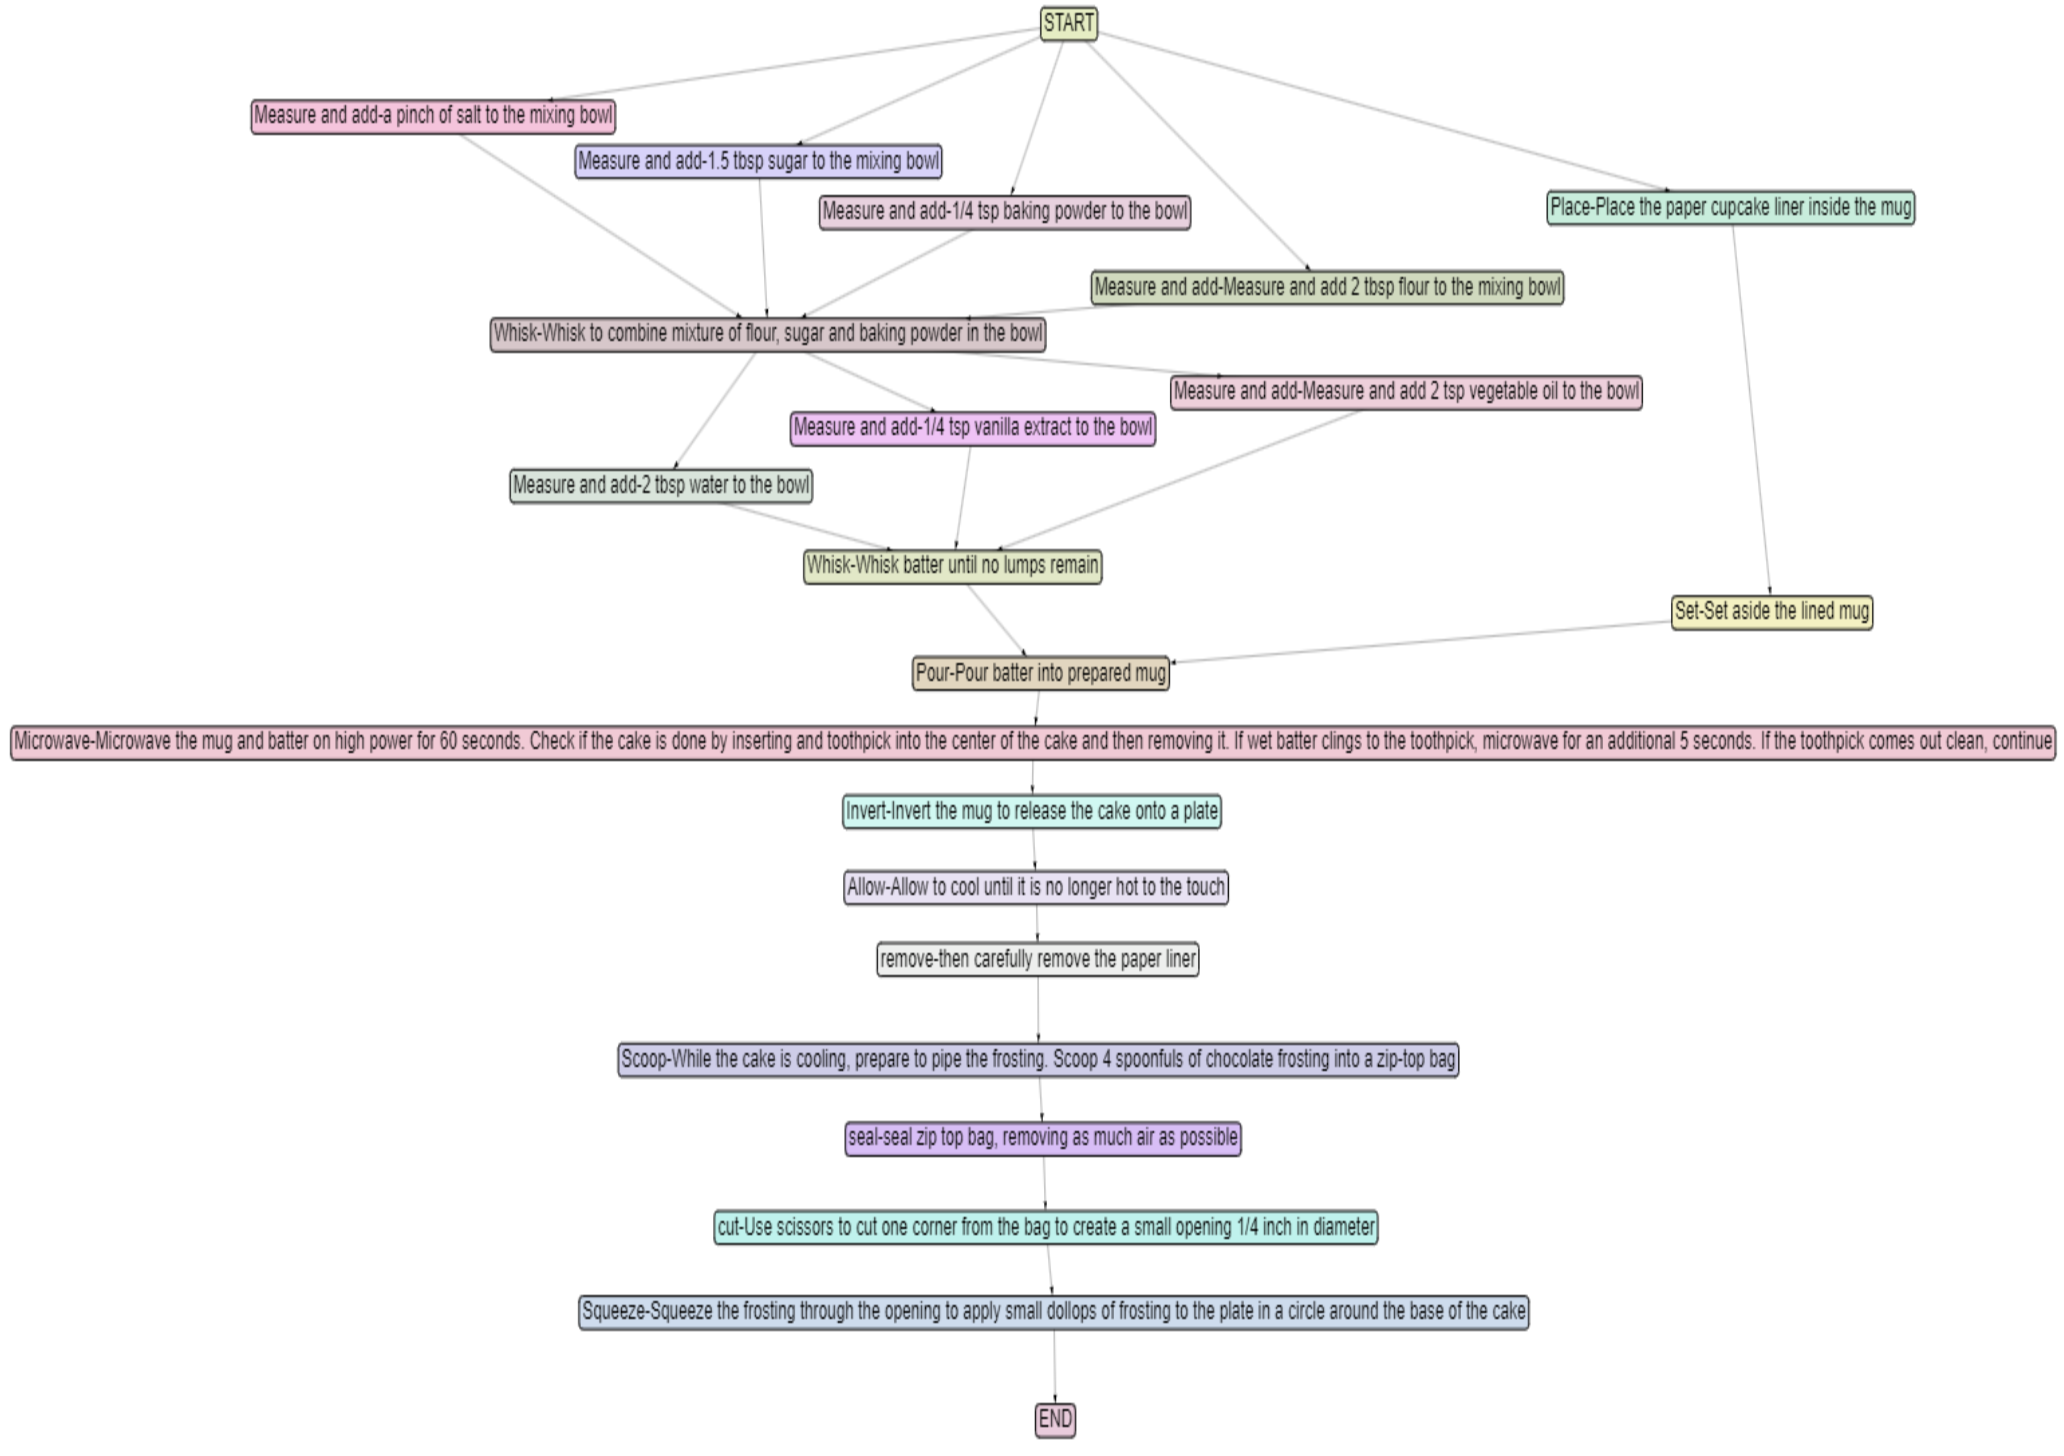 START
Measure and add-a pinch of salt to the mixing bowl
Measure and add-1.5 tbsp sugar to the mixing bowl
Measure and add-1/4 tsp baking powder to the bowl
Place-Place the paper cupcake liner inside the mug
Measure and add-Measure and add 2 tbsp flour to the mixing bowl
Whisk-Whisk to combine mixture of flour, sugar and baking powder in the bowl
Measure and add-Measure and add 2 tsp vegetable oil to the bowl
Measure and add-1/4 tsp vanilla extract to the bowl
Measure and add-2 tbsp water to the bowl
Whisk-Whisk batter until no lumps remain
Set-Set aside the lined mug
Pour-Pour batter into prepared mug
Microwave-Microwave the mug and batter on high power for 60 seconds. Check if the cake is done by inserting and toothpick into the center of the cake and then removing it. If wet batter clings to the toothpick, microwave for an additional 5 seconds. If the toothpick comes out clean, continue
Invert-Invert the mug to release the cake onto a plate
Allow-Allow to cool until it is no longer hot to the touch
remove-then carefully remove the paper liner
Scoop-While the cake is cooling, prepare to pipe the frosting. Scoop 4 spoonfuls of chocolate frosting into a zip-top bag
seal-seal zip top bag, removing as much air as possible
cut-Use scissors to cut one corner from the bag to create a small opening 1/4 inch in diameter
Squeeze-Squeeze the frosting through the opening to apply small dollops of frosting to the plate in a circle around the base of the cake
END